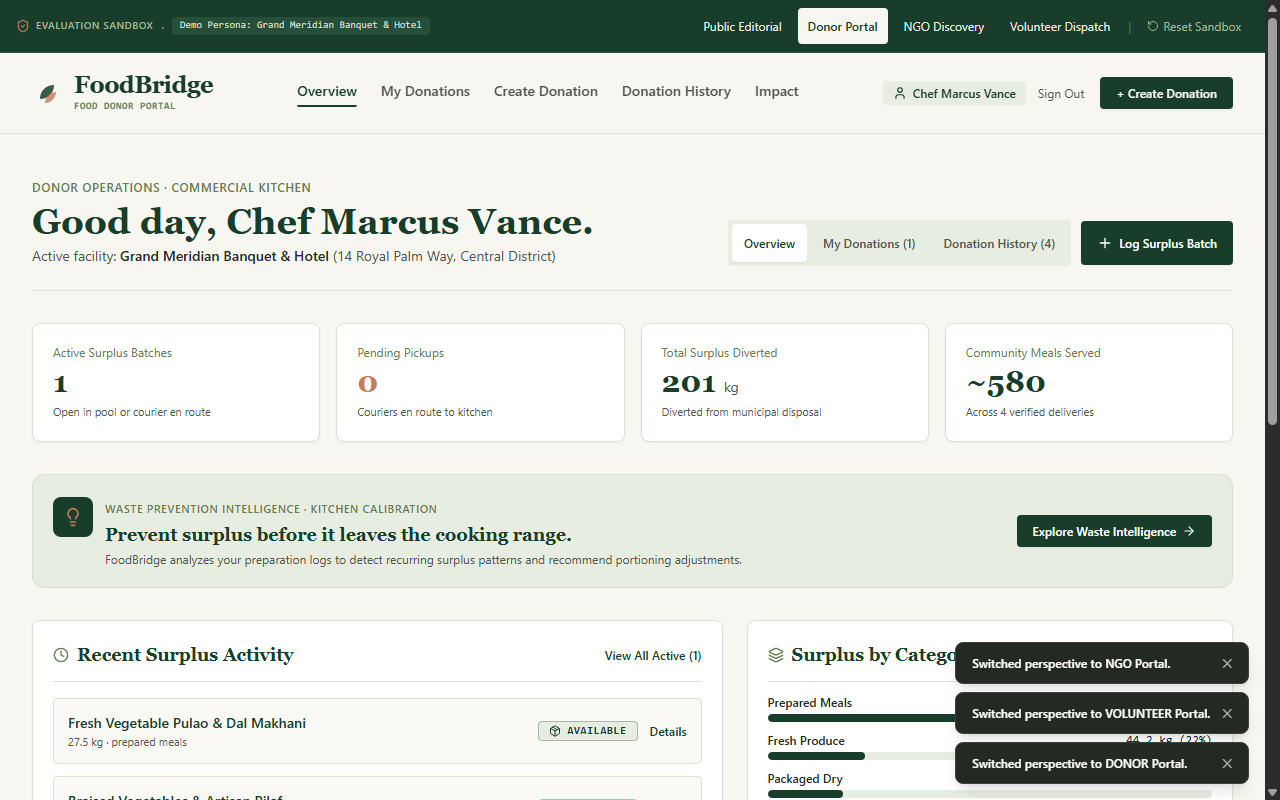 EVALUATION SANDBOX · Demo Persona: Grand Meridian Banquet & Hotel
Public Editorial
Donor Portal
NGO Discovery
Volunteer Dispatch
|
Reset Sandbox
FoodBridge
FOOD DONOR PORTAL
Overview
My Donations
Create Donation
Donation History
Impact
Chef Marcus Vance
Sign Out
+ Create Donation
DONOR OPERATIONS · COMMERCIAL KITCHEN
Good day, Chef Marcus Vance.
Active facility: Grand Meridian Banquet & Hotel (14 Royal Palm Way, Central District)
Overview
My Donations (1)
Donation History (4)
Log Surplus Batch
Active Surplus Batches
1
Open in pool or courier en route
Pending Pickups
0
Couriers en route to kitchen
Total Surplus Diverted
201 kg
Diverted from municipal disposal
Community Meals Served
~580
Across 4 verified deliveries
WASTE PREVENTION INTELLIGENCE · KITCHEN CALIBRATION
Prevent surplus before it leaves the cooking range.
FoodBridge analyzes your preparation logs to detect recurring surplus patterns and recommend portioning adjustments.
Explore Waste Intelligence
Recent Surplus Activity
View All Active (1)
Fresh Vegetable Pulao & Dal Makhani
27.5 kg · prepared meals
AVAILABLE
Details
Surplus by Catego
Prepared Meals
Fresh Produce
44.2 kg (22%)
Packaged Dry
Switched perspective to NGO Portal.
Switched perspective to VOLUNTEER Portal.
Switched perspective to DONOR Portal.